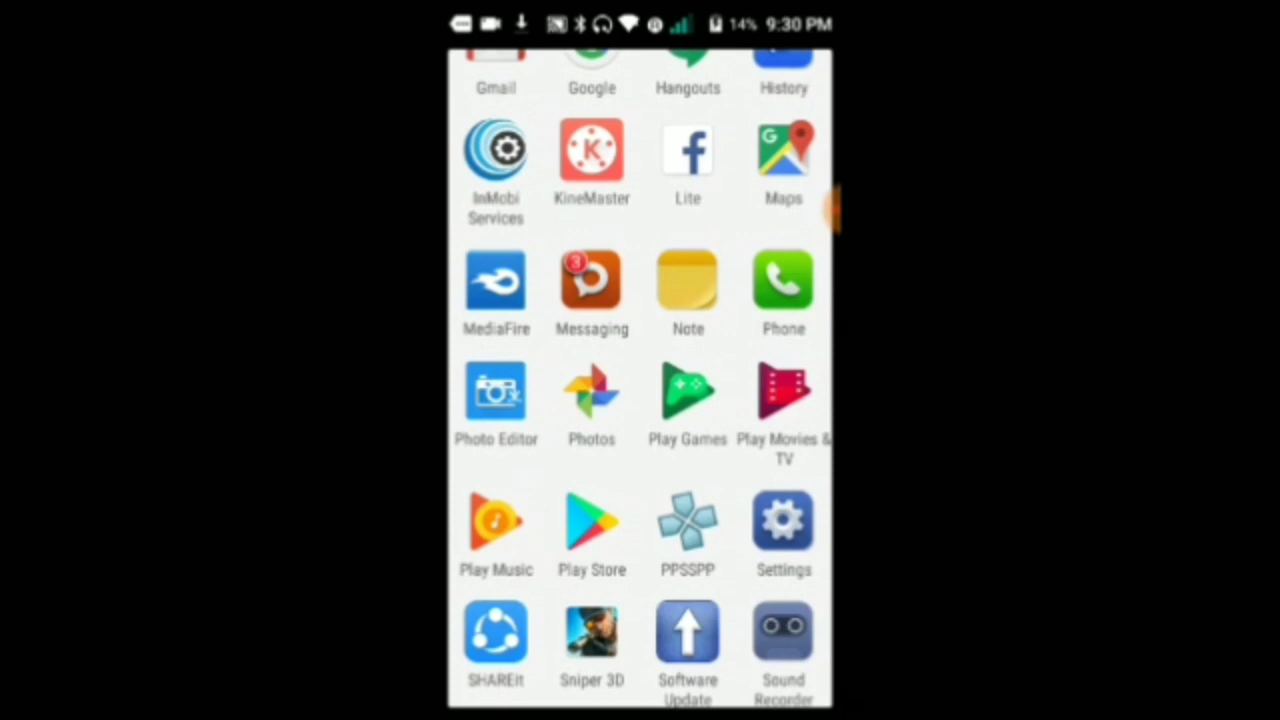 14% 9:30 PM
Gmail Google Hangouts History
G
K f
InMobi Services KineMaster Lite Maps
3
MediaFire Messaging Note Phone
Photo Editor Photos Play Games Play Movies & TV
Play Music Play Store PPSSPP Settings
SHAREit Sniper 3D Software Update Sound Recorder